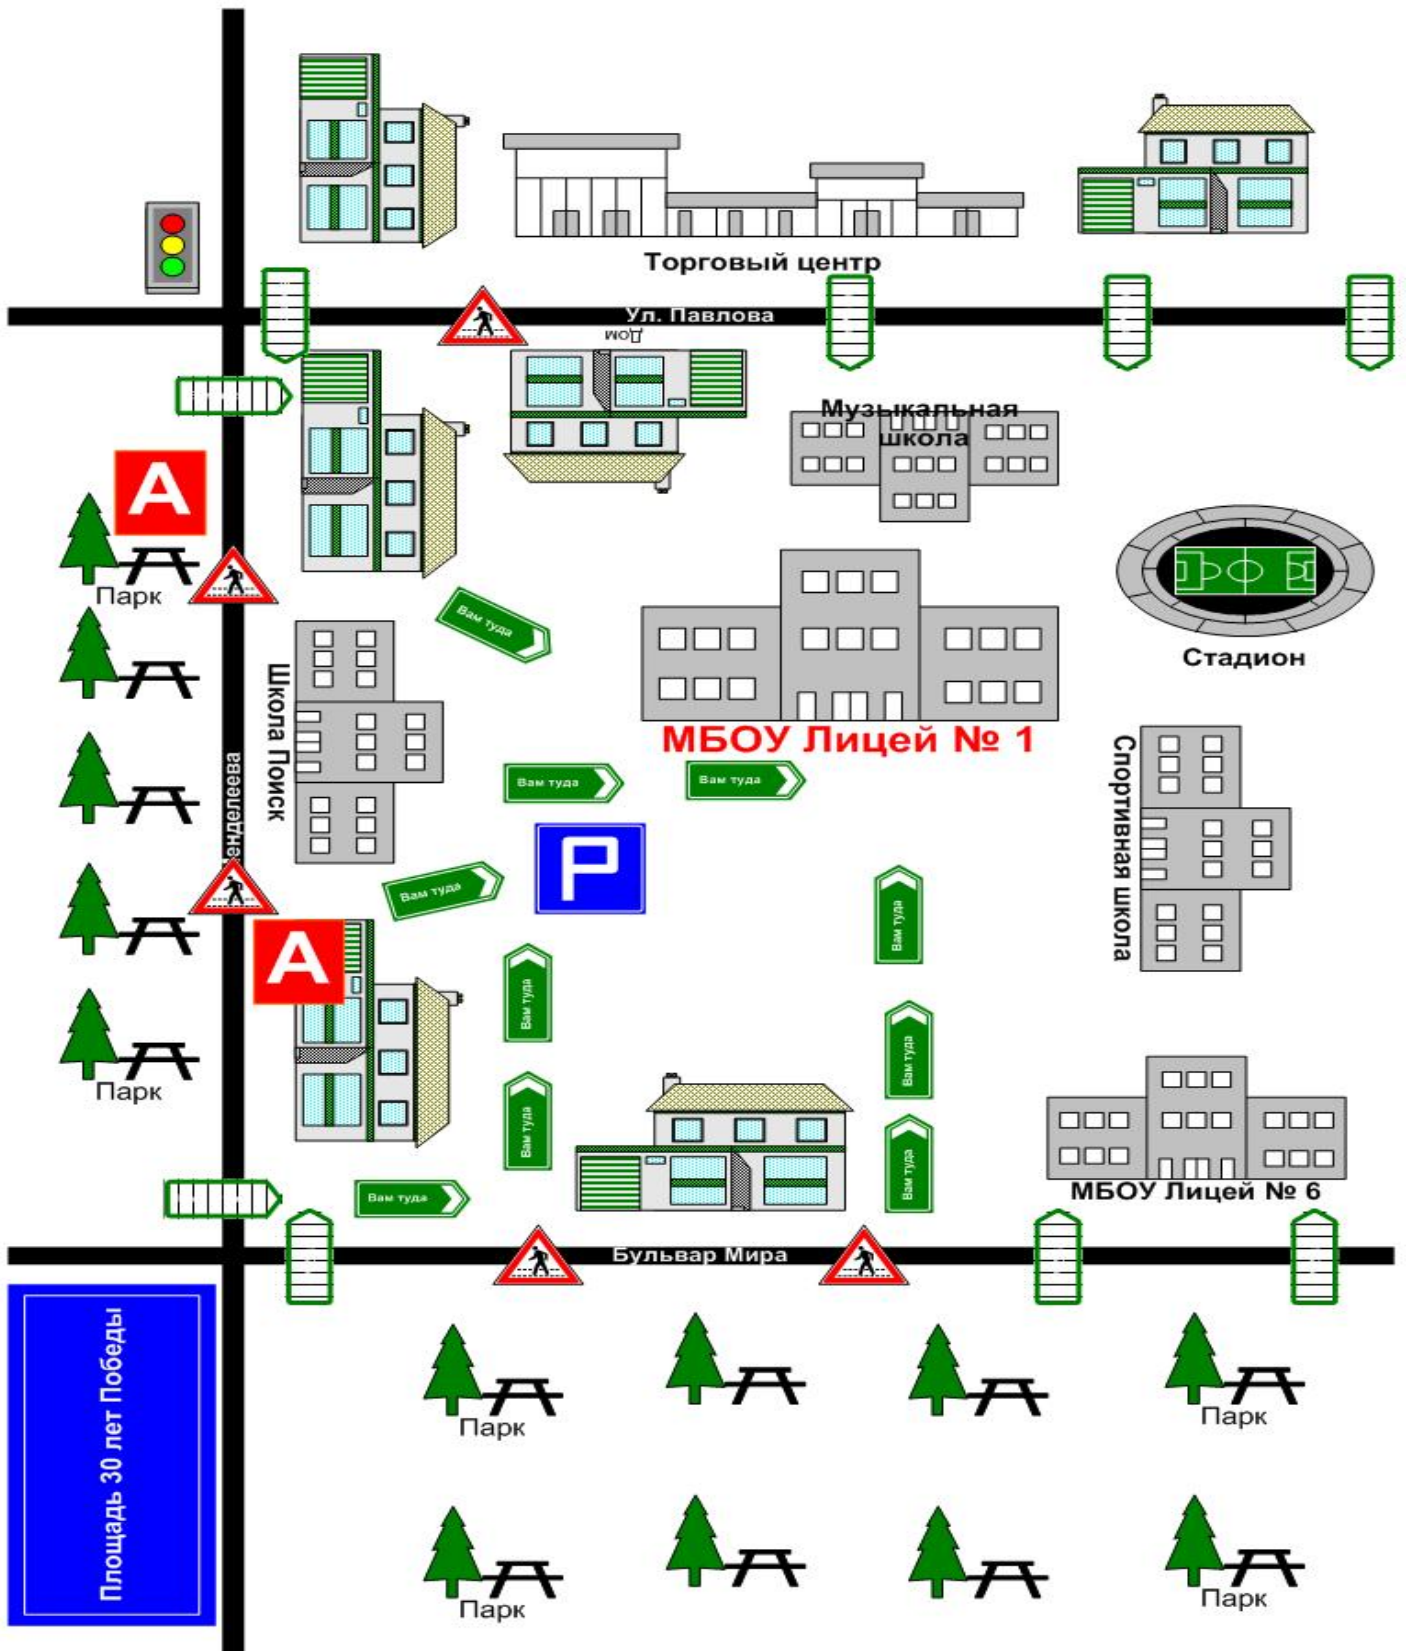 Торговый центр
Ул. Павлова
Дом
Музыкальная
школа
А
Парк
Вам туда
Стадион
МБОУ Лицей № 1
Школа Поиск
енделеева
Вам туда
Вам туда
Спортивная школа
P
Вам туда
Вам туда
А
Вам туда
Вам туда
Вам туда
Парк
Вам туда
Вам туда
МБОУ Лицей № 6
Бульвар Мира
Площадь 30 лет Победы
Парк
Парк
Парк
Парк